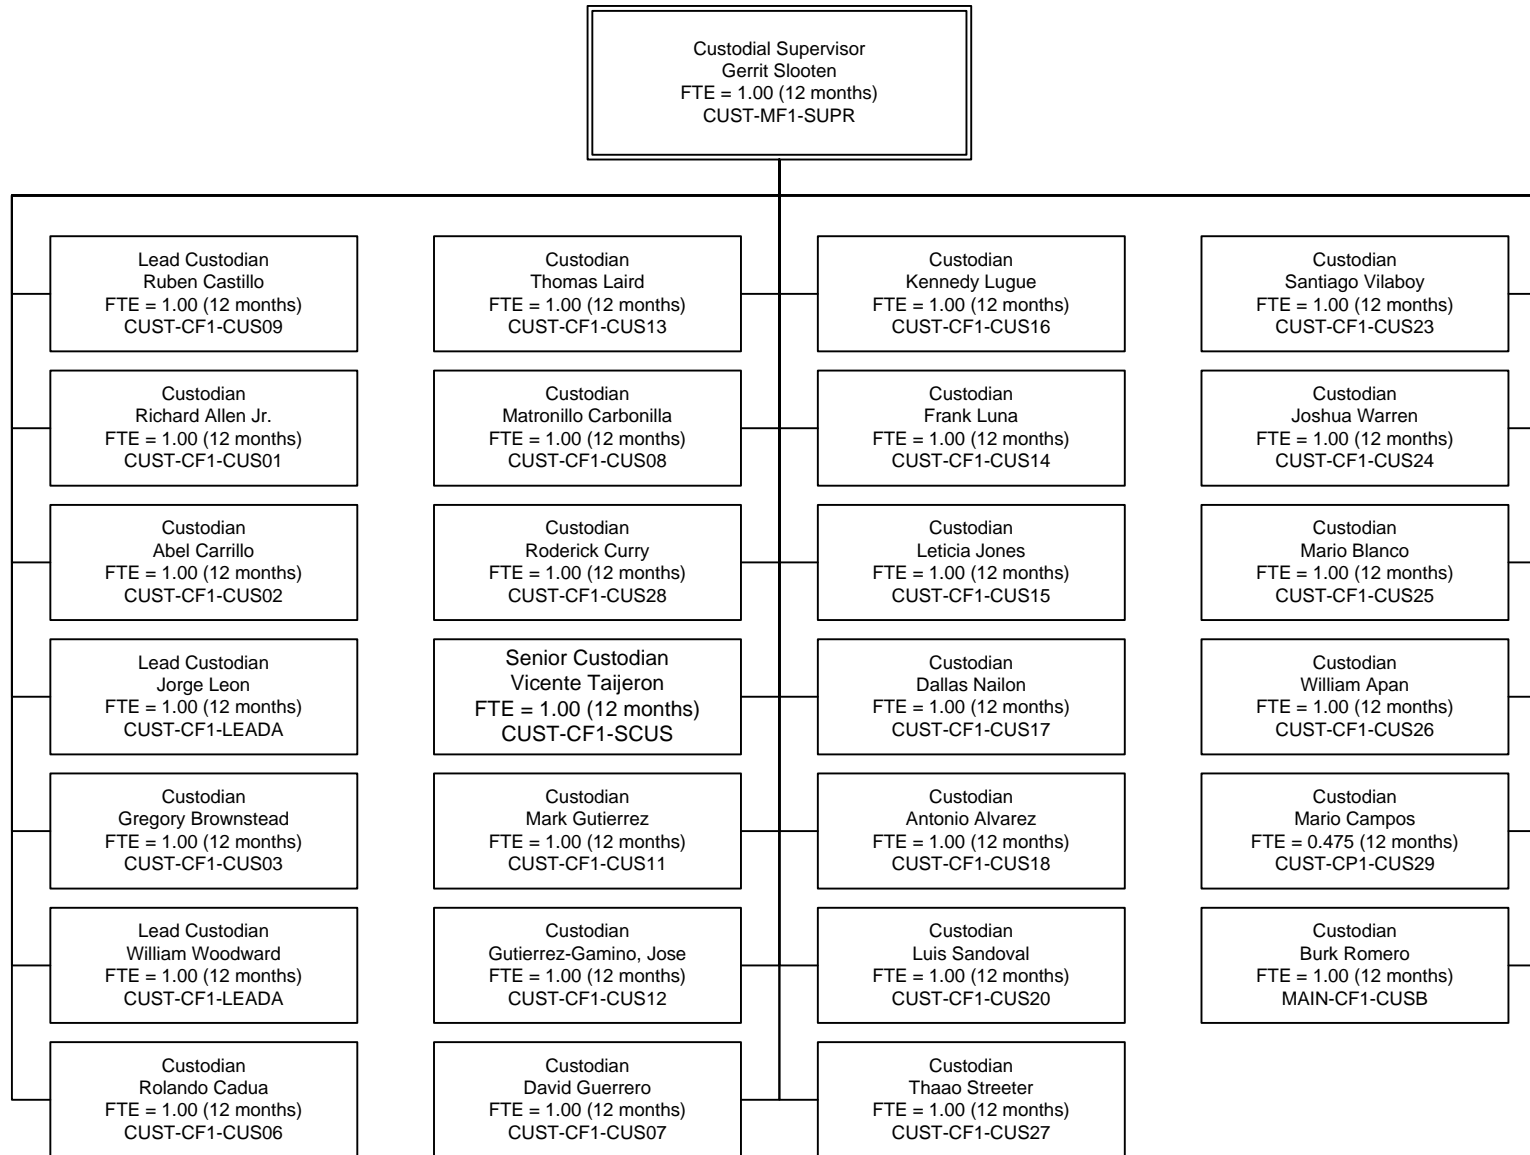 Custodial Supervisor
Gerrit Slooten
FTE = 1.00 (12 months)
CUST-MF1-SUPR
Lead Custodian
Ruben Castillo
FTE = 1.00 (12 months)
CUST-CF1-CUS09
Custodian
Thomas Laird
FTE = 1.00 (12 months)
CUST-CF1-CUS13
Custodian
Kennedy Lugue
FTE = 1.00 (12 months)
CUST-CF1-CUS16
Custodian
Santiago Vilaboy
FTE = 1.00 (12 months)
CUST-CF1-CUS23
Custodian
Richard Allen Jr.
FTE = 1.00 (12 months)
CUST-CF1-CUS01
Custodian
Matronillo Carbonilla
FTE = 1.00 (12 months)
CUST-CF1-CUS08
Custodian
Frank Luna
FTE = 1.00 (12 months)
CUST-CF1-CUS14
Custodian
Joshua Warren
FTE = 1.00 (12 months)
CUST-CF1-CUS24
Custodian
Abel Carrillo
FTE = 1.00 (12 months)
CUST-CF1-CUS02
Custodian
Roderick Curry
FTE = 1.00 (12 months)
CUST-CF1-CUS28
Custodian
Leticia Jones
FTE = 1.00 (12 months)
CUST-CF1-CUS15
Custodian
Mario Blanco
FTE = 1.00 (12 months)
CUST-CF1-CUS25
Lead Custodian
Jorge Leon
FTE = 1.00 (12 months)
CUST-CF1-LEADA
Senior Custodian
Vicente Taijeron
FTE = 1.00 (12 months)
CUST-CF1-SCUS
Custodian
Dallas Nailon
FTE = 1.00 (12 months)
CUST-CF1-CUS17
Custodian
William Apan
FTE = 1.00 (12 months)
CUST-CF1-CUS26
Custodian
Gregory Brownstead
FTE = 1.00 (12 months)
CUST-CF1-CUS03
Custodian
Mark Gutierrez
FTE = 1.00 (12 months)
CUST-CF1-CUS11
Custodian
Antonio Alvarez
FTE = 1.00 (12 months)
CUST-CF1-CUS18
Custodian
Mario Campos
FTE = 0.475 (12 months)
CUST-CP1-CUS29
Lead Custodian
William Woodward
FTE = 1.00 (12 months)
CUST-CF1-LEADA
Custodian
Gutierrez-Gamino, Jose
FTE = 1.00 (12 months)
CUST-CF1-CUS12
Custodian
Luis Sandoval
FTE = 1.00 (12 months)
CUST-CF1-CUS20
Custodian
Burk Romero
FTE = 1.00 (12 months)
MAIN-CF1-CUSB
Custodian
Rolando Cadua
FTE = 1.00 (12 months)
CUST-CF1-CUS06
Custodian
David Guerrero
FTE = 1.00 (12 months)
CUST-CF1-CUS07
Custodian
Thaao Streeter
FTE = 1.00 (12 months)
CUST-CF1-CUS27